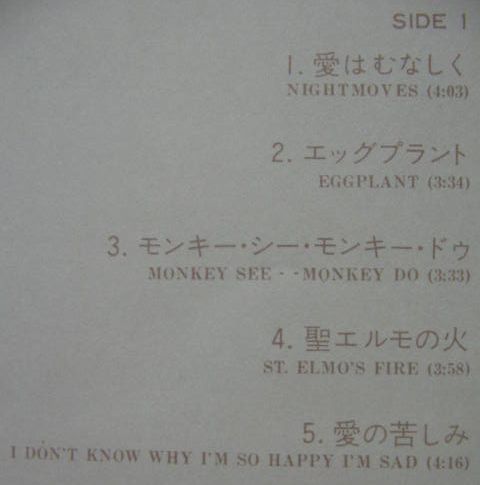 SIDE 1
1. 愛はむなしく
NIGHTMOVES (4:03)
2. エッグプラント
EGGPLANT (3:34)
3. モンキー・シー・モンキー・ドゥ
MONKEY SEE - -MONKEY DO (3:33)
4. 聖エルモの火
ST. ELMO'S FIRE (3:58)
5. 愛の苦しみ
I DON'T KNOW WHY I'M SO HAPPY I'M SAD (4:16)